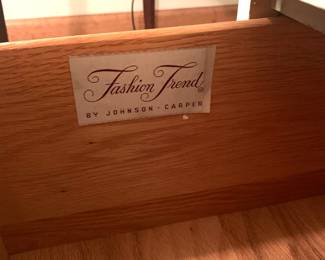 Fashion Trend
BY JOHNSON - CARPER